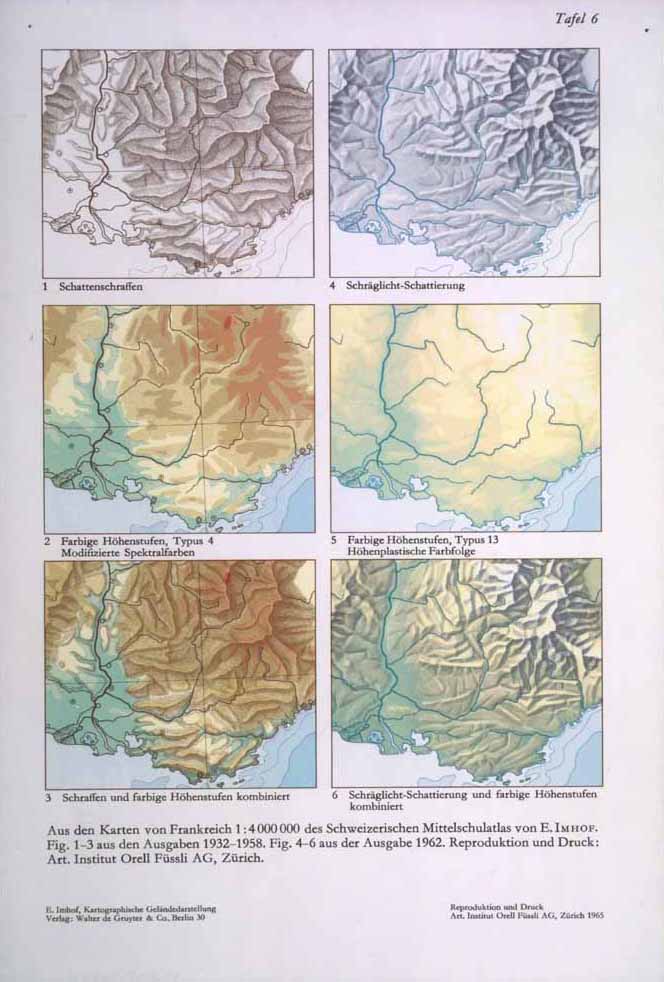 Tafel 6
1 Schattenschraffen
4 Schräglicht-Schattierung
2 Farbige Höhenstufen, Typus 4
Modifizierte Spektralfarben
5 Farbige Höhenstufen, Typus 13
Höhenplastische Farbfolge
3 Schraffen und farbige Höhenstufen kombiniert
6 Schräglicht-Schattierung und farbige Höhenstufen
kombiniert
Aus den Karten von Frankreich 1:4 000 000 des Schweizerischen Mittelschulatlas von E. IMHOF.
Fig. 1–3 aus den Ausgaben 1932–1958. Fig. 4–6 aus der Ausgabe 1962. Reproduktion und Druck:
Art. Institut Orell Füssli AG, Zürich.
E. Imhof, Kartographische Geländedarstellung
Verlag: Walter de Gruyter & Co., Berlin 30
Reproduktion und Druck
Art. Institut Orell Füssli AG, Zürich 1965